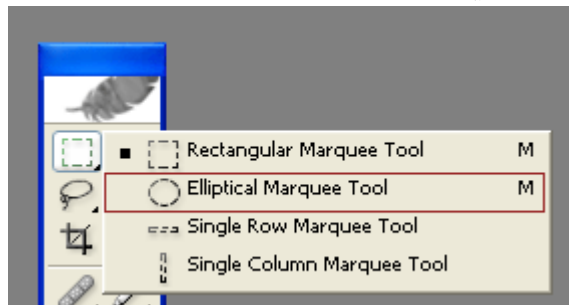 Rectangular Marquee Tool M
Elliptical Marquee Tool M
Single Row Marquee Tool
Single Column Marquee Tool